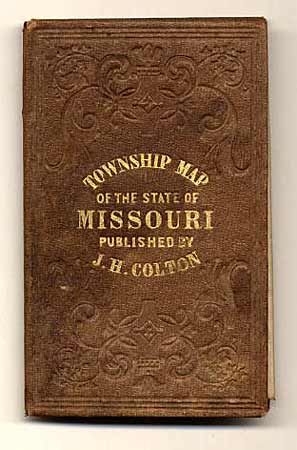 TOWNSHIP MAP
OF THE STATE OF
MISSOURI
PUBLISHED BY
J. H. COLTON